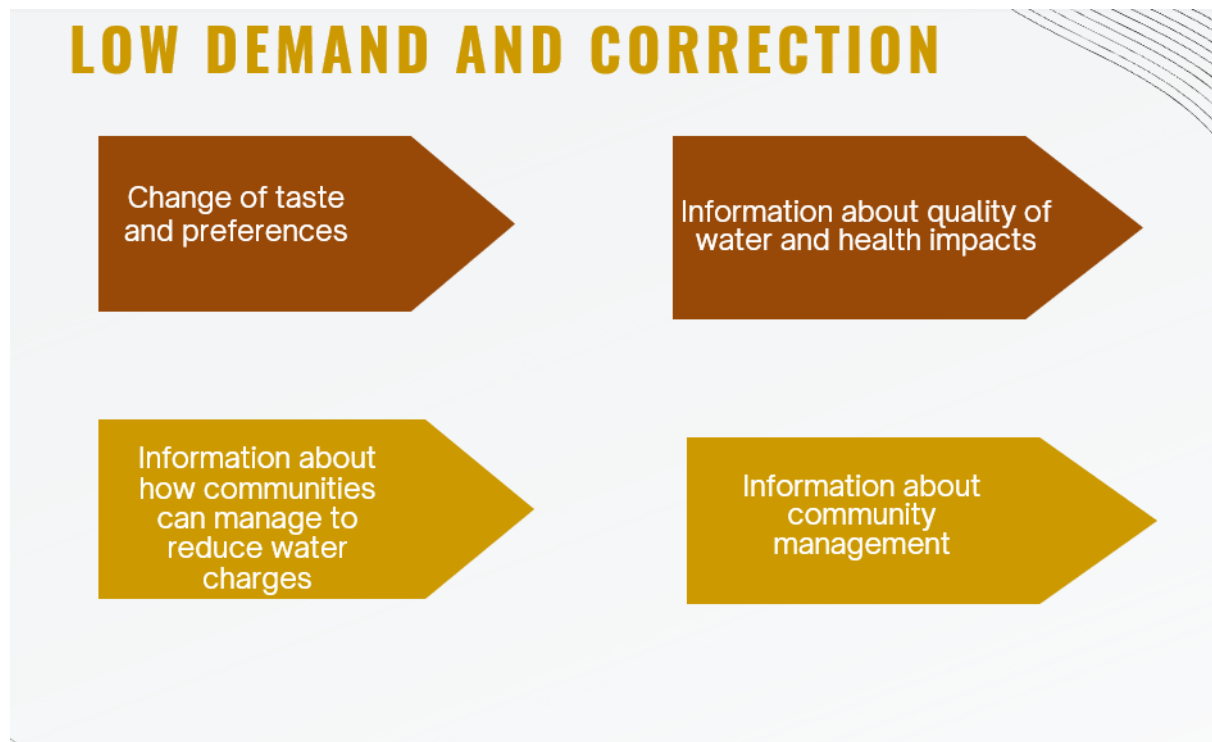 LOW DEMAND AND CORRECTION
Change of taste
and preferences
Information about quality of
water and health impacts
Information about
how communities
can manage to
reduce water
charges
Information about
community
management